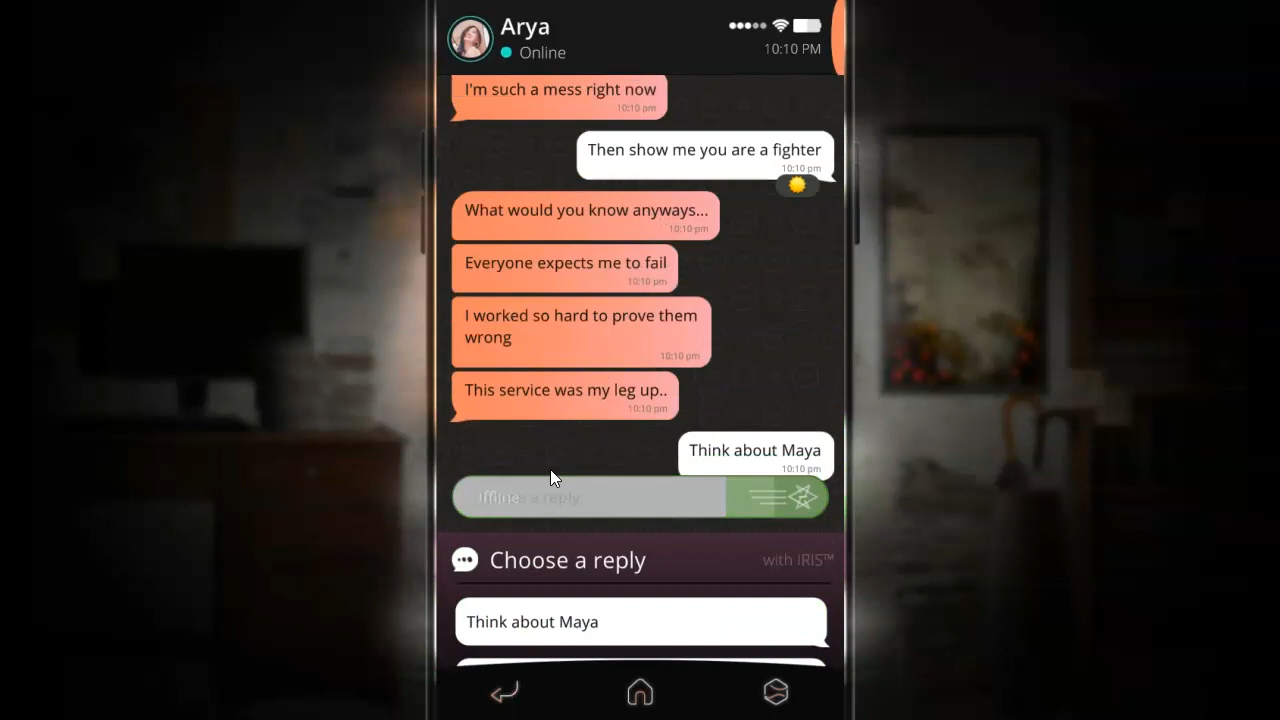 Arya
Online
10:10 PM
I'm such a mess right now
10:10 pm
Then show me you are a fighter
10:10 pm
What would you know anyways...
10:10 pm
Everyone expects me to fail
10:10 pm
I worked so hard to prove them
wrong
10:10 pm
This service was my leg up..
10:10 pm
Think about Maya
10:10 pm
a reply
Choose a reply
with IRIS™
Think about Maya